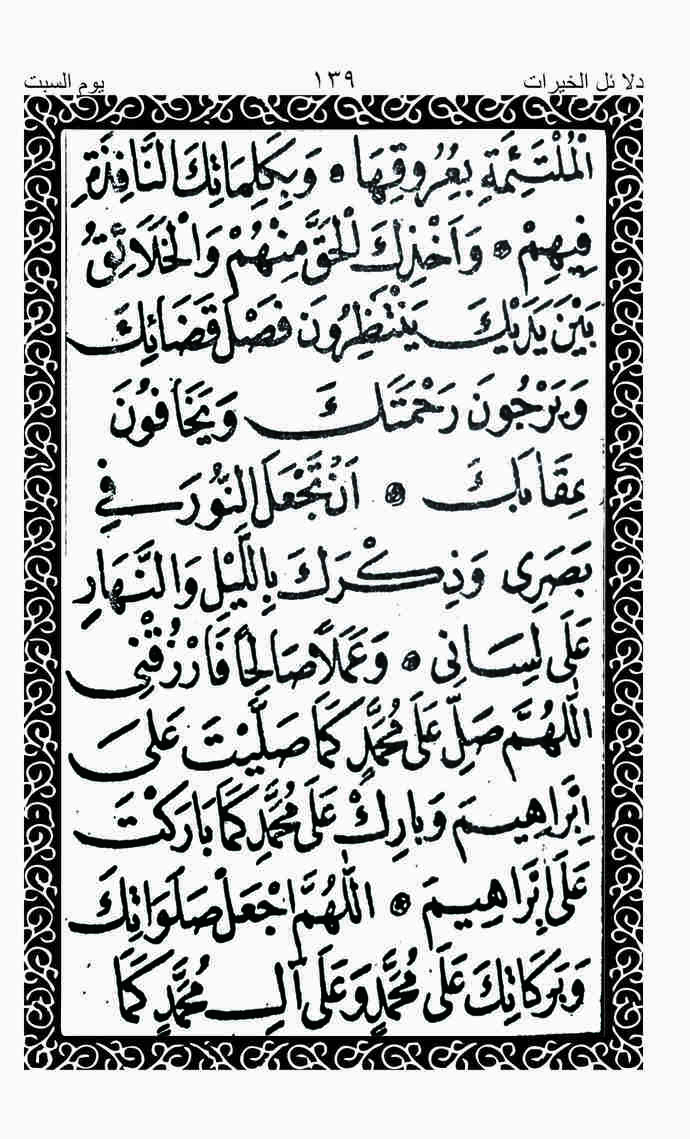 دلائل الخيرات ١٣٩ يوم السبت
الْمُلْتَئِمَةِ بِعُرُوقِهَا ۞ وَبِكَلِمَاتِكَ النَّافِذَةِ
فِيهِمْ ۞ وَاَخْذِكَ الْحَقَّ مِنْهُمْ وَالْخَلَائِقُ
بَيْنَ يَدَيْكَ يَنْتَظِرُونَ فَصْلَ قَضَائِكَ
وَيَرْجُونَ رَحْمَتَكَ وَيَخَافُونَ
عِقَابَكَ ۞ اَنْ تَجْعَلَ النُّورَ فِي
بَصَرِى وَذِكْرَكَ بِاللَّيْلِ وَالنَّهَارِ
عَلَى لِسَانِى ۞ وَعَمَلًا صَالِحًا فَارْزُقْنِى
اَللّٰهُمَّ صَلِّ عَلَى مُحَمَّدٍ كَمَا صَلَّيْتَ عَلَى
اِبْرَاهِيمَ وَبَارِكْ عَلَى مُحَمَّدٍ كَمَا بَارَكْتَ
عَلَى اِبْرَاهِيمَ ۞ اَللّٰهُمَّ اجْعَلْ صَلَوَاتِكَ
وَبَرَكَاتِكَ عَلَى مُحَمَّدٍ وَعَلَى آلِ مُحَمَّدٍ كَمَا